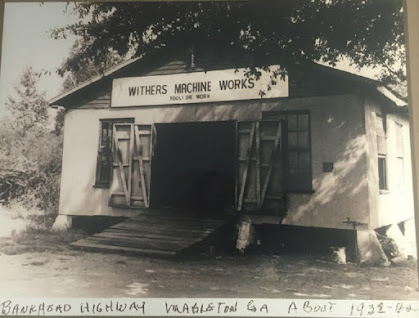 WITHERS MACHINE WORKS
TOOL & DIE WORK
BANKHEAD HIGHWAY MABLETON GA ABOUT 1938-40